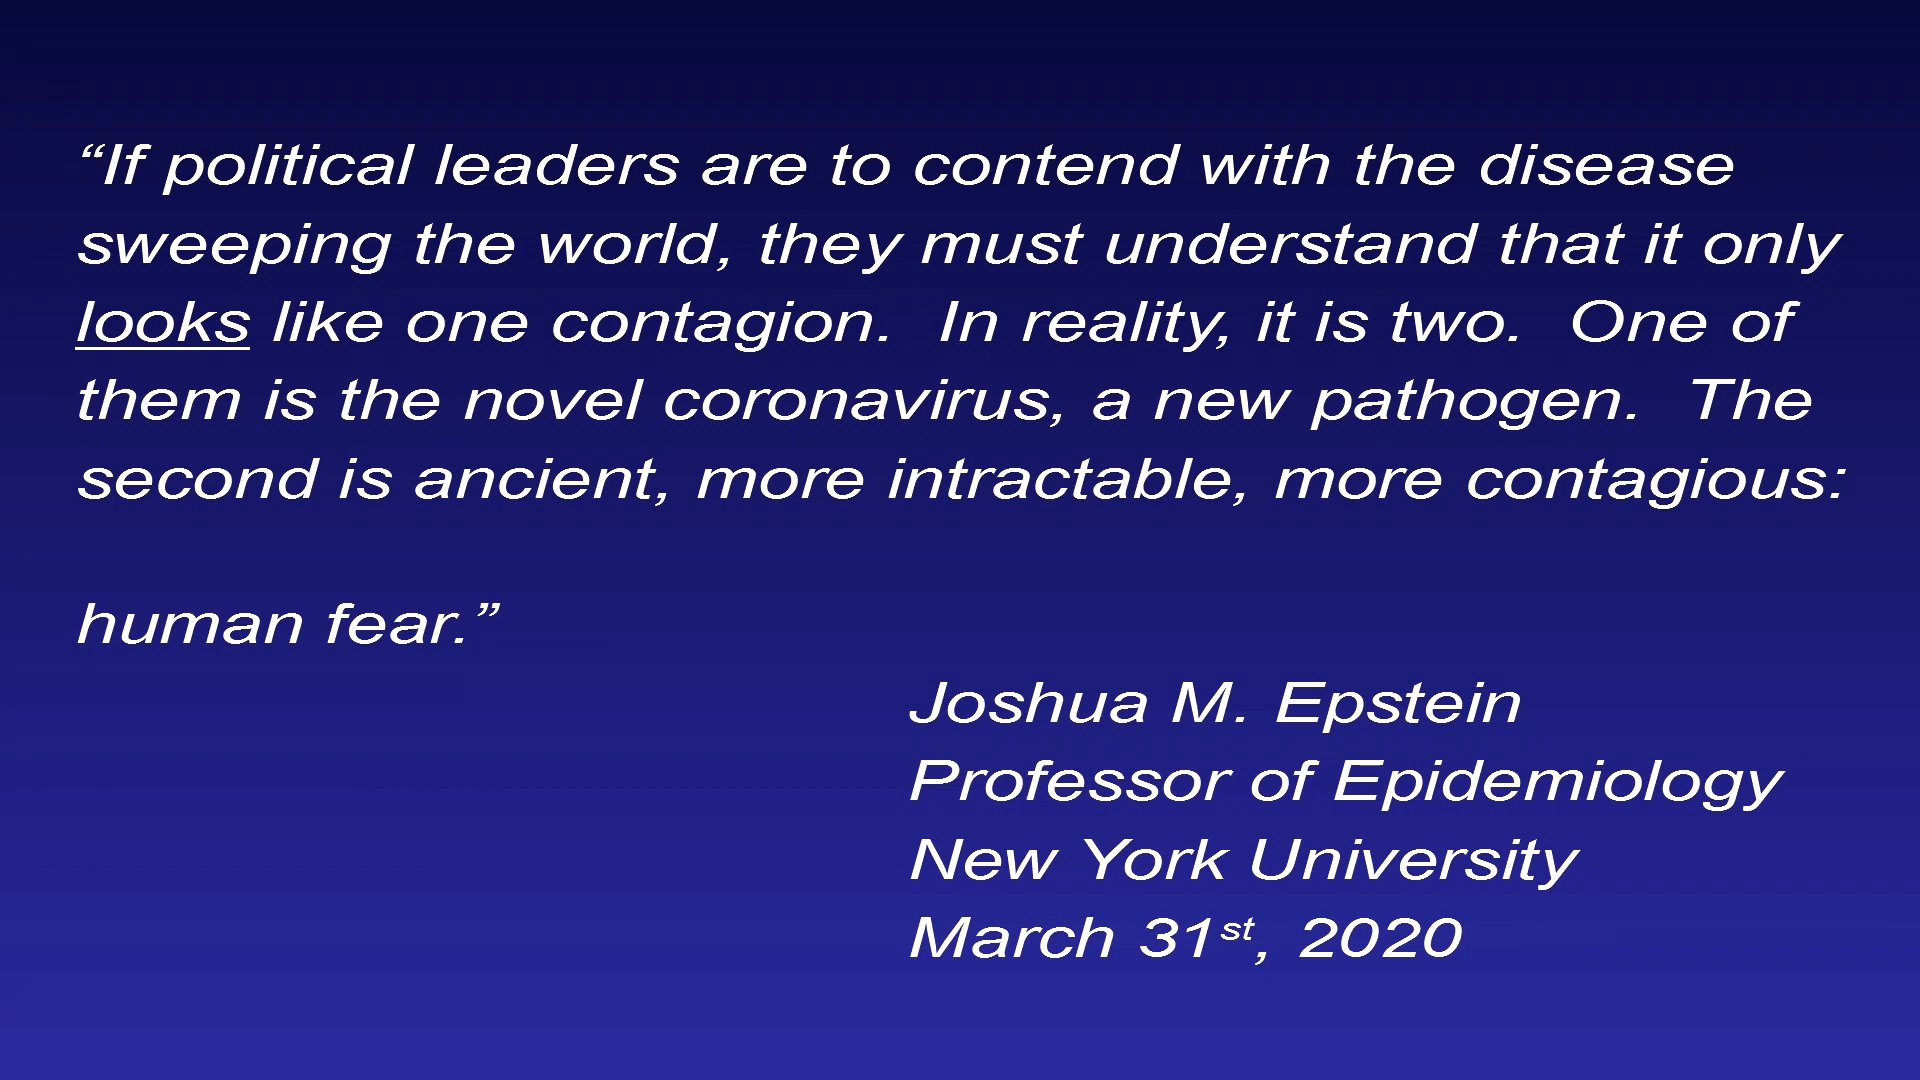 “If political leaders are to contend with the disease
sweeping the world, they must understand that it only
looks like one contagion.  In reality, it is two.  One of
them is the novel coronavirus, a new pathogen.  The
second is ancient, more intractable, more contagious:
human fear.”
Joshua M. Epstein
Professor of Epidemiology
New York University
March 31st, 2020